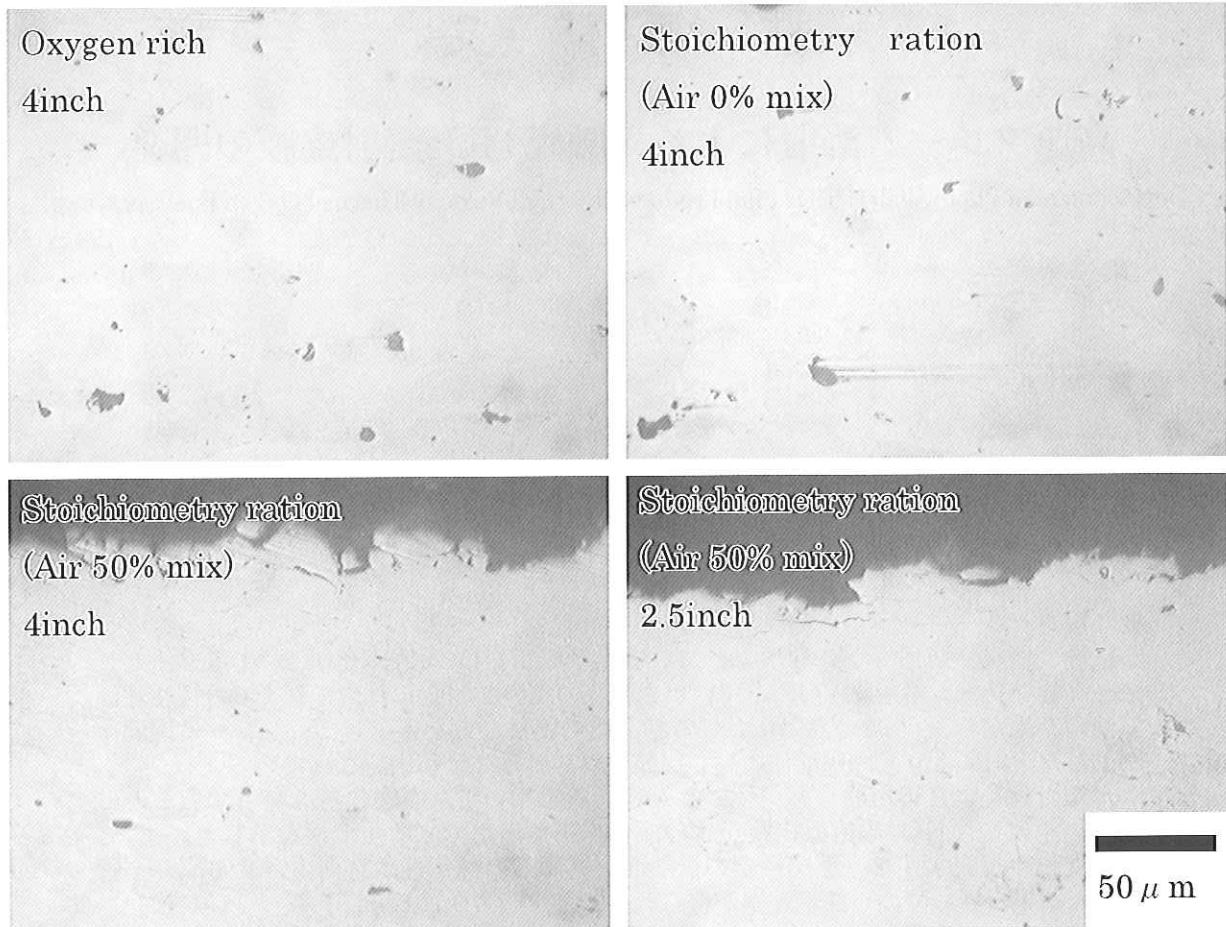 Oxygen rich
4inch
Stoichiometry ration
(Air 0% mix)
4inch
Stoichiometry ration
(Air 50% mix)
4inch
Stoichiometry ration
(Air 50% mix)
2.5inch
50 μ m